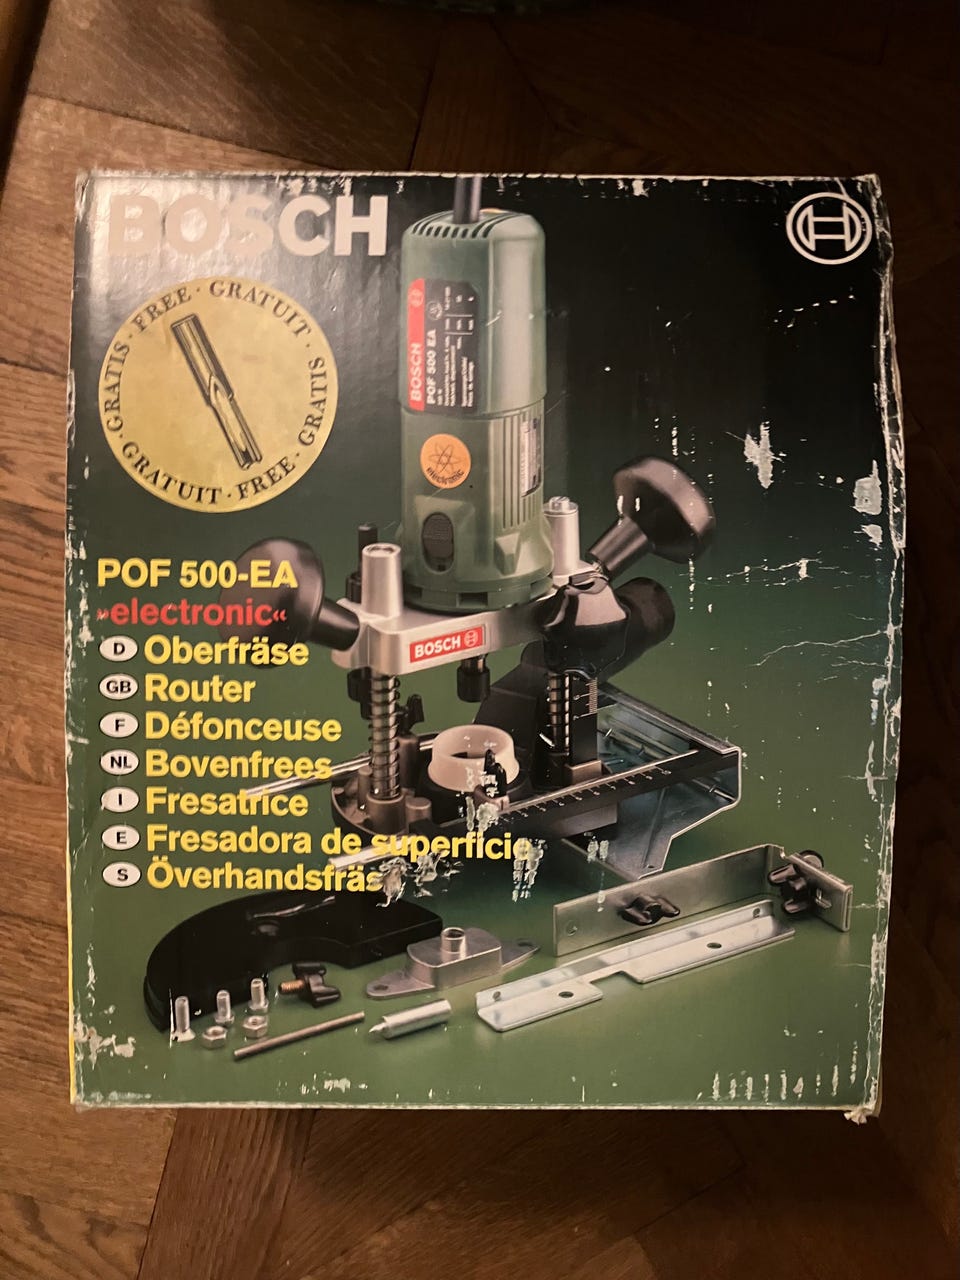 BOSCH
FREE · GRATUIT · GRATIS · FREE · GRATUIT · GRATIS ·
BOSCH
POF 500 EA
electronic
POF 500-EA
»electronic«
D Oberfräse
BOSCH
GB Router
F Défonceuse
NL Bovenfrees
I Fresatrice
E Fresadora de superficie
S Överhandsfräs